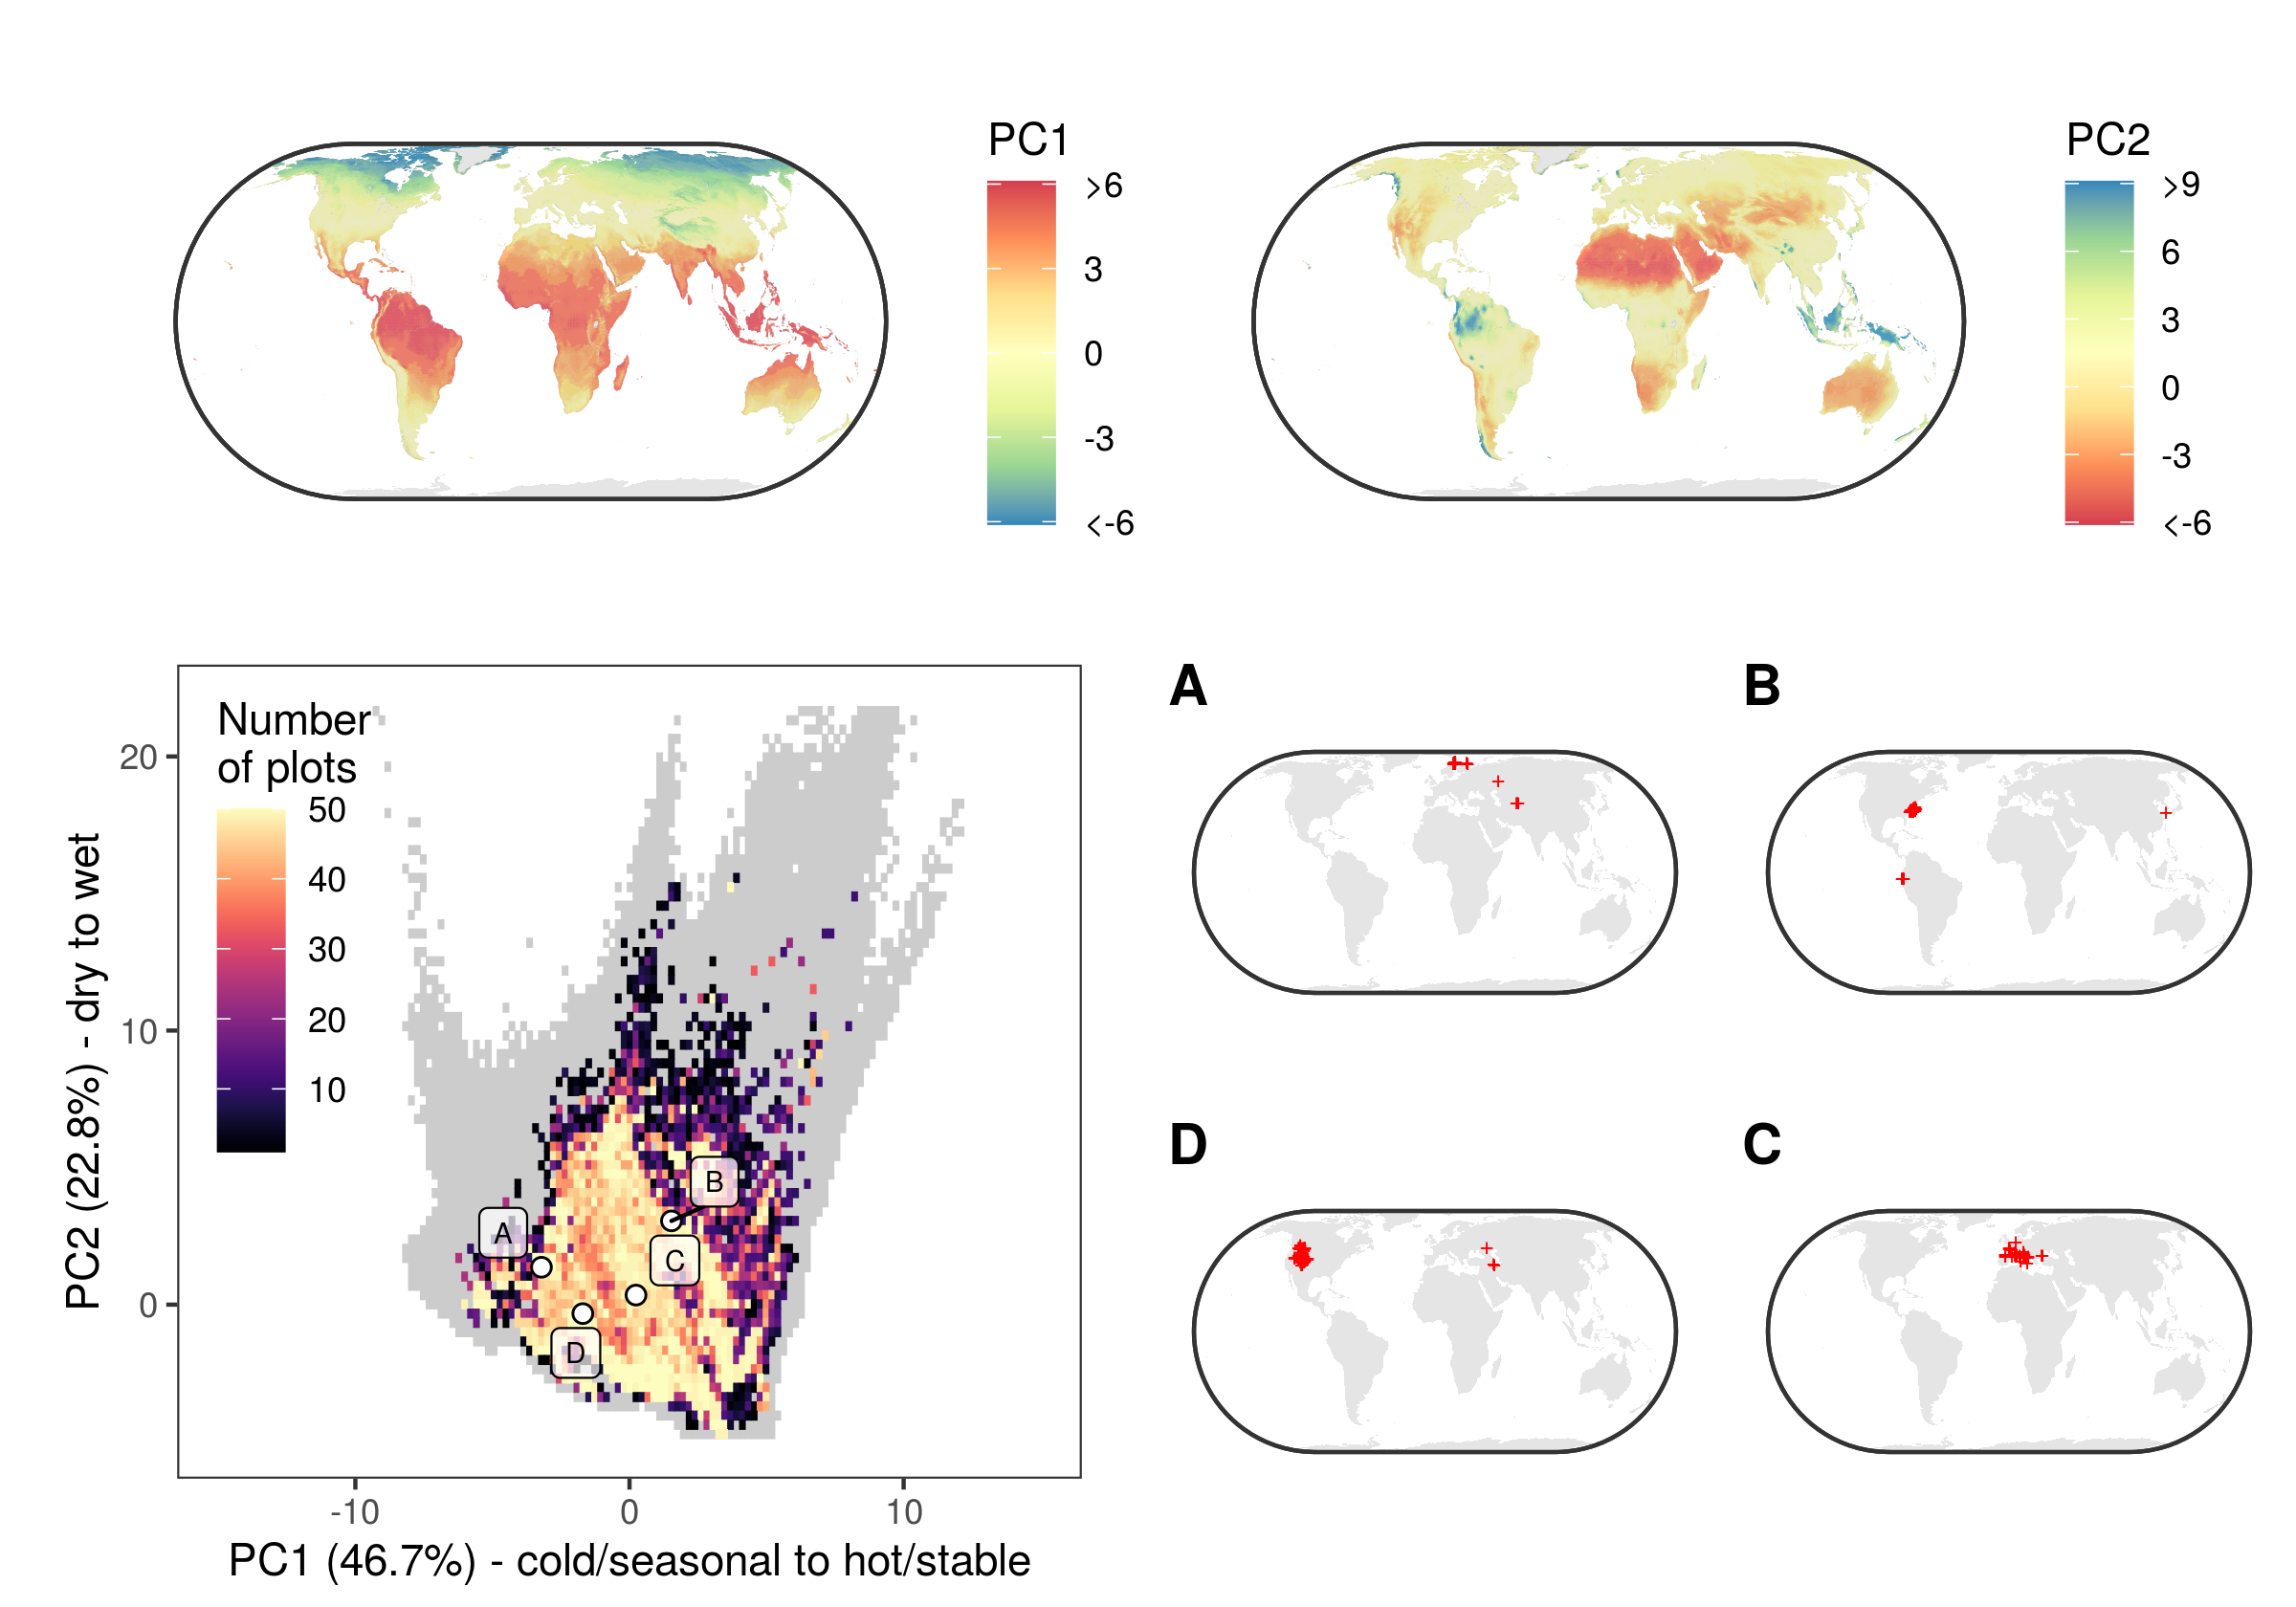 PC1
>6
3
0
-3
<-6
PC2
>9
6
3
0
-3
<-6
Number
of plots
50
40
30
20
10
20
10
0
PC2 (22.8%) - dry to wet
A
B
C
D
-10
0
10
PC1 (46.7%) - cold/seasonal to hot/stable
A
B
D
C